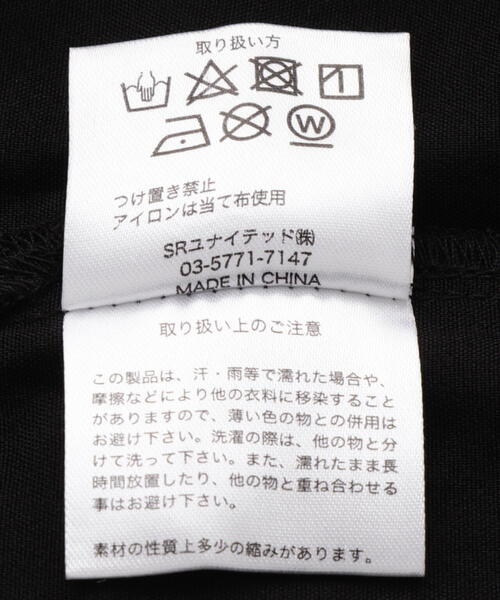 取り扱い方
W
つけ置き禁止
アイロンは当て布使用
SRユナイテッド㈱
03-5771-7147
MADE IN CHINA
取り扱い上のご注意
この製品は、汗・雨等で濡れた場合や、
摩擦などにより他の衣料に移染すること
がありますので、薄い色の物との併用は
お避け下さい。洗濯の際は、他の物と分
けて洗って下さい。また、濡れたまま長
時間放置したり、他の物と重ね合わせる
事はお避け下さい。
素材の性質上多少の縮みがあります。